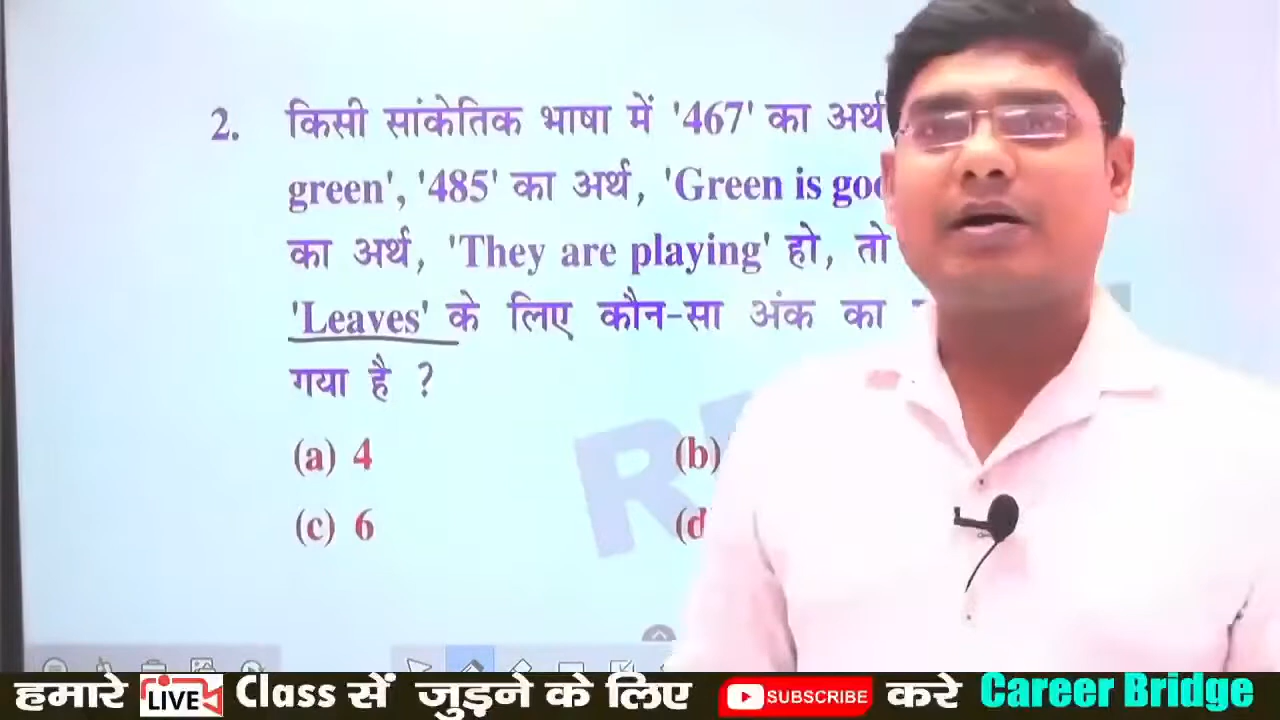 2. किसी सांकेतिक भाषा में '467' का अर्थ
green', '485' का अर्थ, 'Green is
का अर्थ, 'They are playing' हो, तो
'Leaves' के लिए कौन-सा अंक का
गया है ?
(a) 4 (b)
(c) 6 (d
हमारे LIVE Class सें जुड़ने के लिए SUBSCRIBE करे Career Bridge